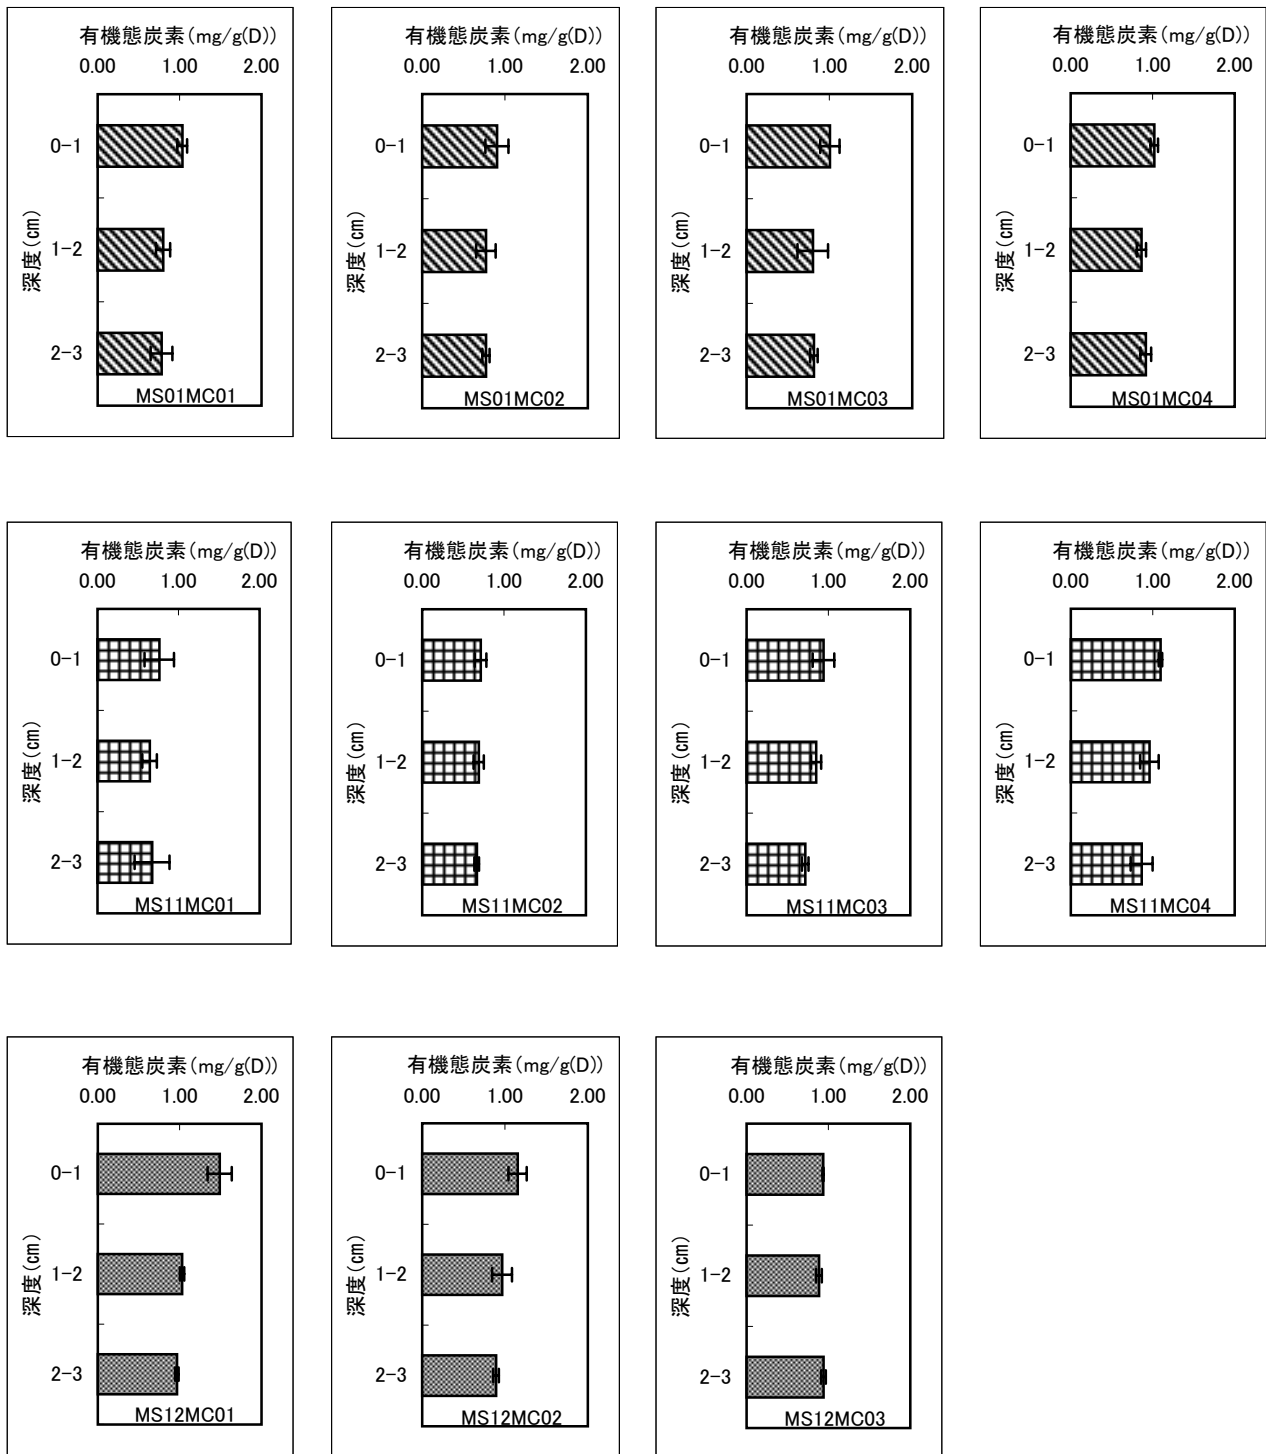 有機態炭素(mg/g(D))
0.00 1.00 2.00
深度(cm)
0-1
1-2
2-3
MS01MC01
有機態炭素(mg/g(D))
0.00 1.00 2.00
深度(cm)
0-1
1-2
2-3
MS01MC02
有機態炭素(mg/g(D))
0.00 1.00 2.00
深度(cm)
0-1
1-2
2-3
MS01MC03
有機態炭素(mg/g(D))
0.00 1.00 2.00
深度(cm)
0-1
1-2
2-3
MS01MC04
有機態炭素(mg/g(D))
0.00 1.00 2.00
深度(cm)
0-1
1-2
2-3
MS11MC01
有機態炭素(mg/g(D))
0.00 1.00 2.00
深度(cm)
0-1
1-2
2-3
MS11MC02
有機態炭素(mg/g(D))
0.00 1.00 2.00
深度(cm)
0-1
1-2
2-3
MS11MC03
有機態炭素(mg/g(D))
0.00 1.00 2.00
深度(cm)
0-1
1-2
2-3
MS11MC04
有機態炭素(mg/g(D))
0.00 1.00 2.00
深度(cm)
0-1
1-2
2-3
MS12MC01
有機態炭素(mg/g(D))
0.00 1.00 2.00
深度(cm)
0-1
1-2
2-3
MS12MC02
有機態炭素(mg/g(D))
0.00 1.00 2.00
深度(cm)
0-1
1-2
2-3
MS12MC03